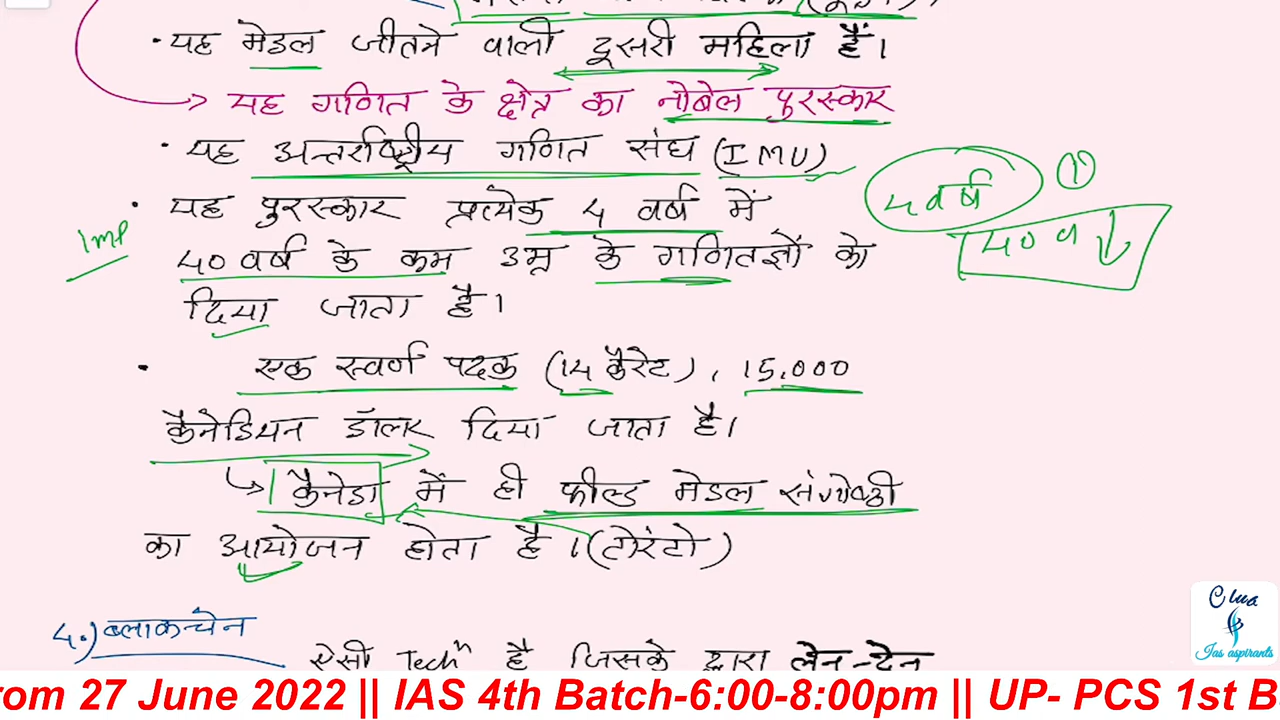 यह मेडल जीतने वाली दूसरी महिला हैं।
→ यह गणित के क्षेत्र का नोबेल पुरस्कार
• यह अन्तर्राष्ट्रीय गणित संघ (IMU)
• यह पुरस्कार प्रत्येक 4 वर्ष में
Imp
40 वर्ष के कम उम्र के गणितज्ञों को
दिया जाता है।
4 वर्ष ①
40 व ↓
• एक स्वर्ण पदक (14 कैरेट), 15,000
कैनेडियन डॉलर दिया जाता है।
↳ कैनेडा में ही फील्ड मेडल संगोष्ठी
का आयोजन होता है। (टोरंटो)
4.) ब्लाकचेन
ऐसी Techⁿ है जिसके द्वारा लेन-देन
Clue
Ias aspirants
rom 27 June 2022 || IAS 4th Batch-6:00-8:00pm || UP- PCS 1st B